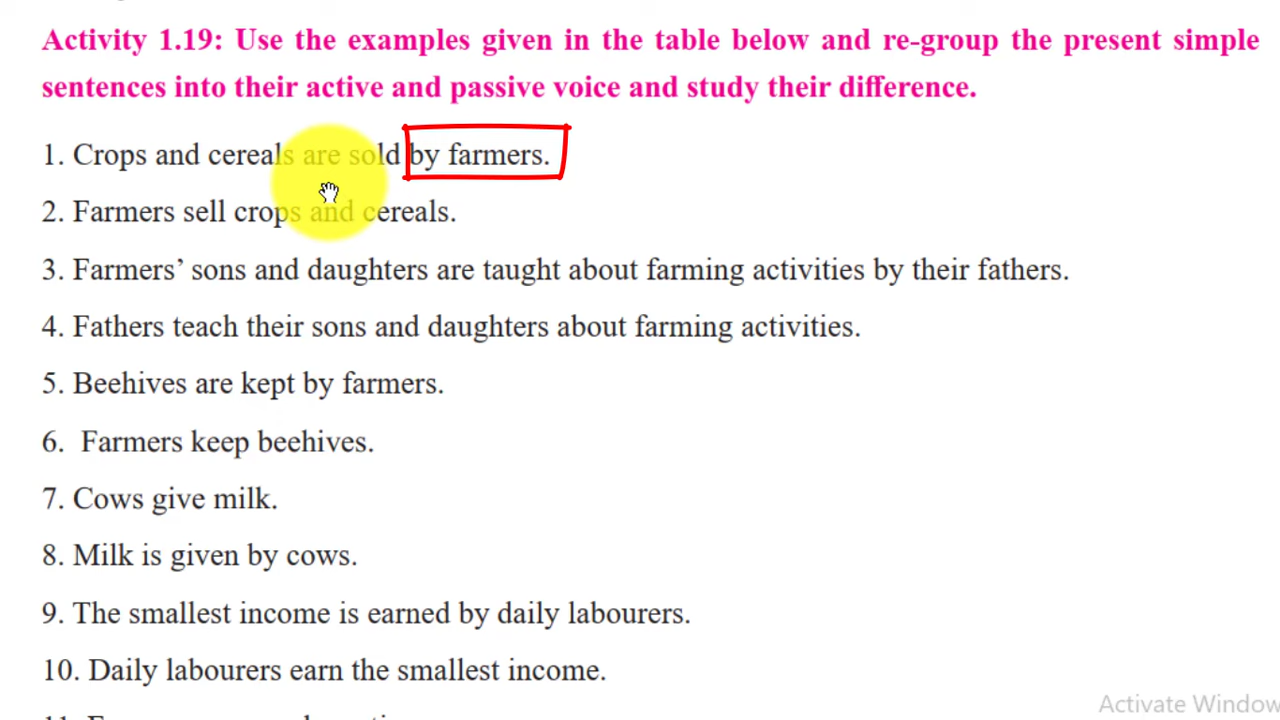 Activity 1.19: Use the examples given in the table below and re-group the present simple
sentences into their active and passive voice and study their difference.
1. Crops and cereals are sold by farmers.
2. Farmers sell crops and cereals.
3. Farmers’ sons and daughters are taught about farming activities by their fathers.
4. Fathers teach their sons and daughters about farming activities.
5. Beehives are kept by farmers.
6. Farmers keep beehives.
7. Cows give milk.
8. Milk is given by cows.
9. The smallest income is earned by daily labourers.
10. Daily labourers earn the smallest income.
Activate Window